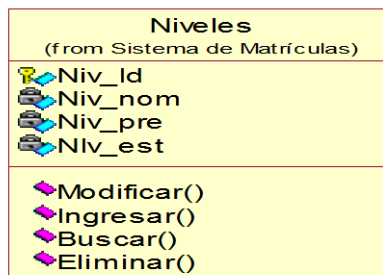 Niveles
(from Sistema de Matrículas)
Niv_Id
Niv_nom
Niv_pre
NIv_est
Modificar()
Ingresar()
Buscar()
Eliminar()